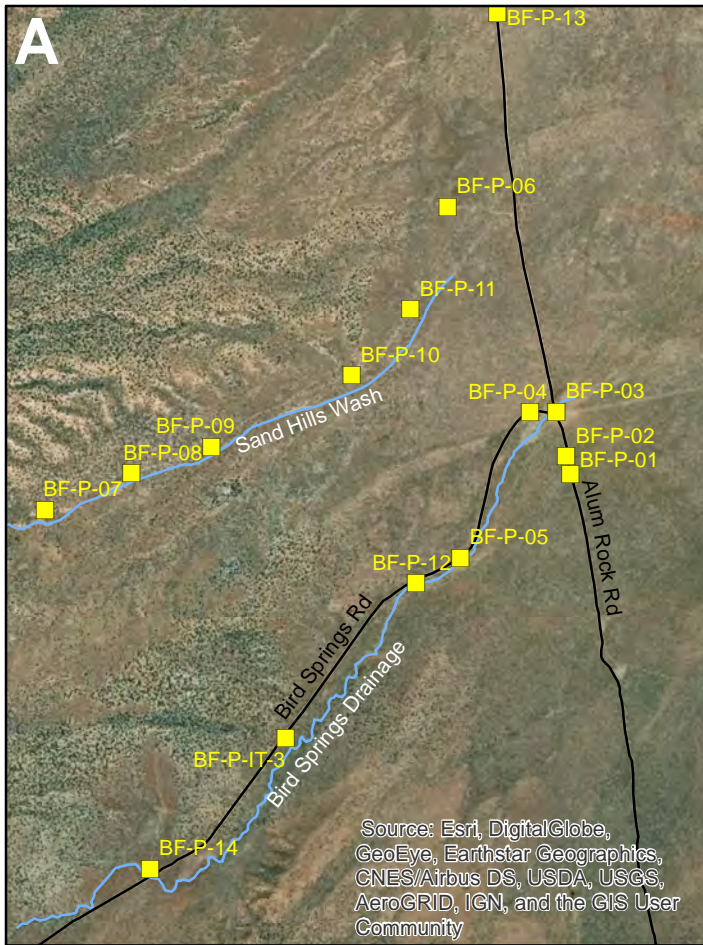 A
BF-P-13
BF-P-06
BF-P-11
BF-P-10
BF-P-04
BF-P-03
BF-P-09
Sand Hills Wash
BF-P-02
BF-P-08
BF-P-01
BF-P-07
Alum Rock Rd
BF-P-05
BF-P-12
Bird Springs Rd
Bird Springs Drainage
BF-P-IT-3
BF-P-14
Source: Esri, DigitalGlobe,
GeoEye, Earthstar Geographics,
CNES/Airbus DS, USDA, USGS,
AeroGRID, IGN, and the GIS User
Community